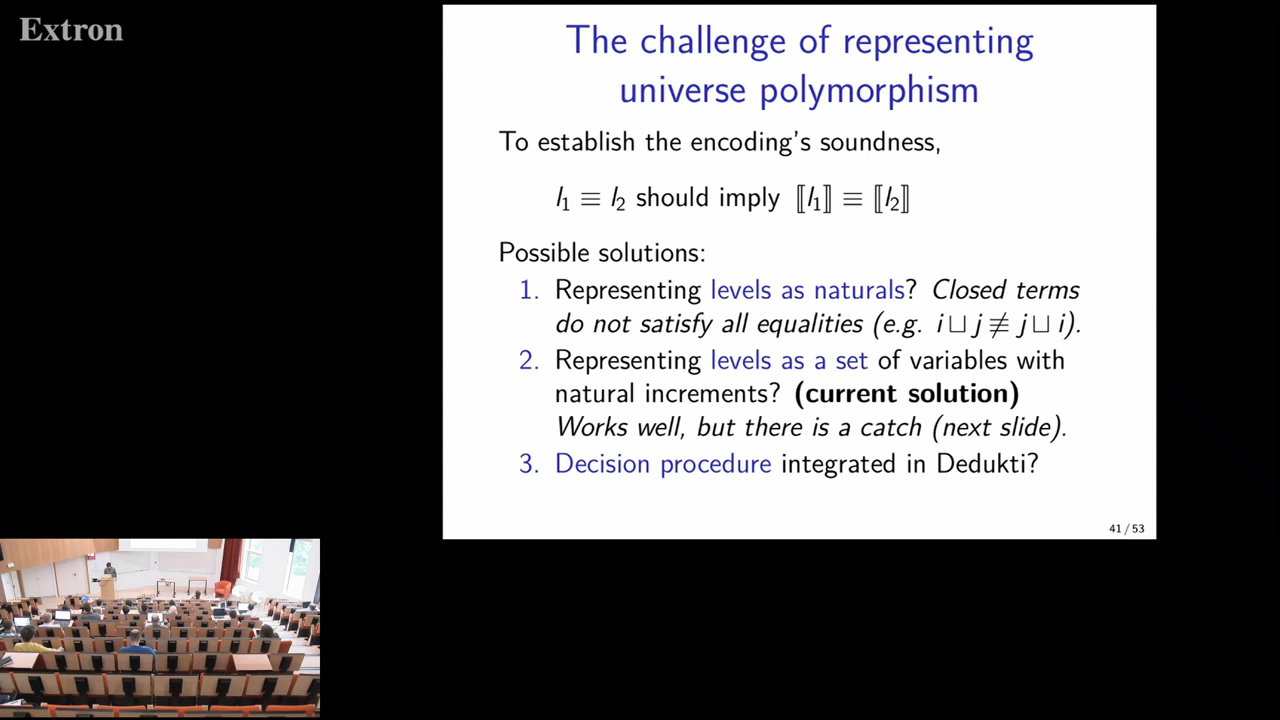 Extron
The challenge of representing
universe polymorphism
To establish the encoding's soundness,
l₁ ≡ l₂ should imply ⟦l₁⟧ ≡ ⟦l₂⟧
Possible solutions:
1. Representing levels as naturals? Closed terms
do not satisfy all equalities (e.g. i ⊔ j ≢ j ⊔ i).
2. Representing levels as a set of variables with
natural increments? (current solution)
Works well, but there is a catch (next slide).
3. Decision procedure integrated in Dedukti?
41 / 53